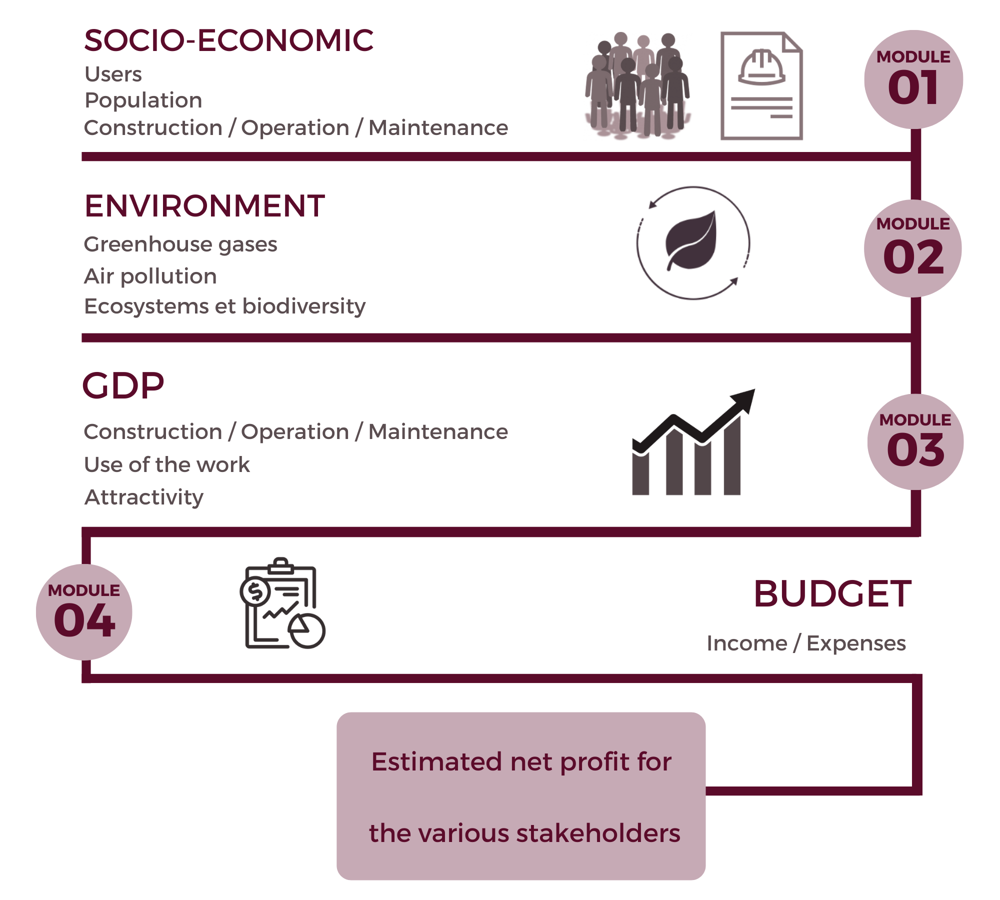 SOCIO-ECONOMIC
Users
Population
Construction / Operation / Maintenance
MODULE
01
ENVIRONMENT
Greenhouse gases
Air pollution
Ecosystems et biodiversity
MODULE
02
GDP
Construction / Operation / Maintenance
Use of the work
Attractivity
MODULE
03
MODULE
04
$
BUDGET
Income / Expenses
Estimated net profit for
the various stakeholders